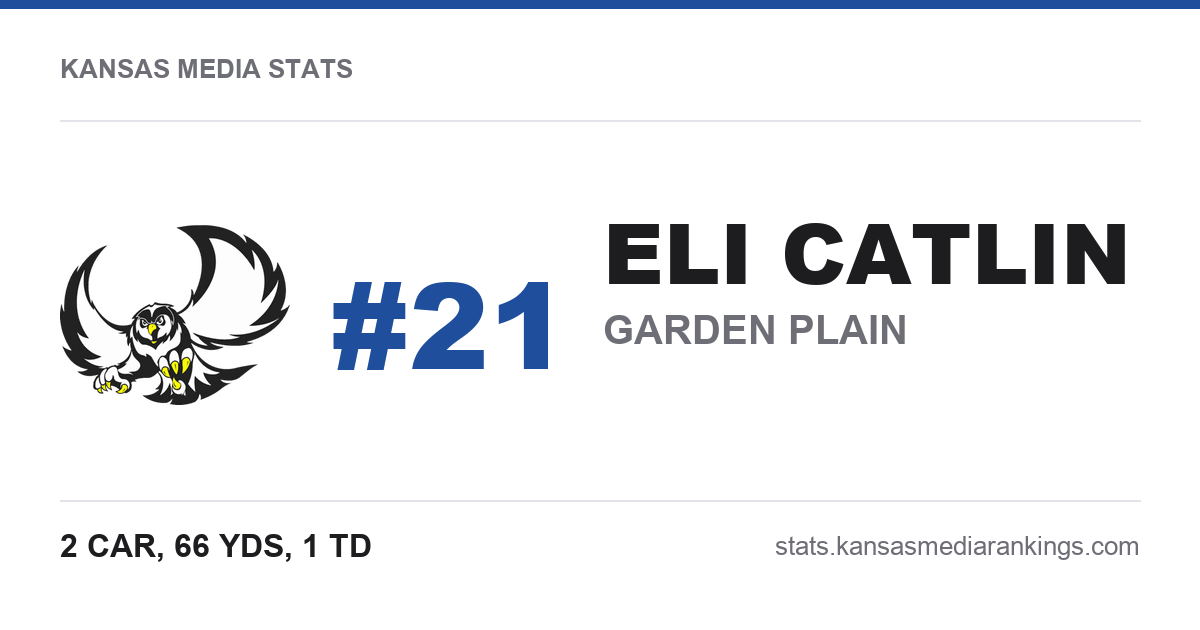 KANSAS MEDIA STATS
#21
ELI CATLIN
GARDEN PLAIN
2 CAR, 66 YDS, 1 TD
stats.kansasmediarankings.com